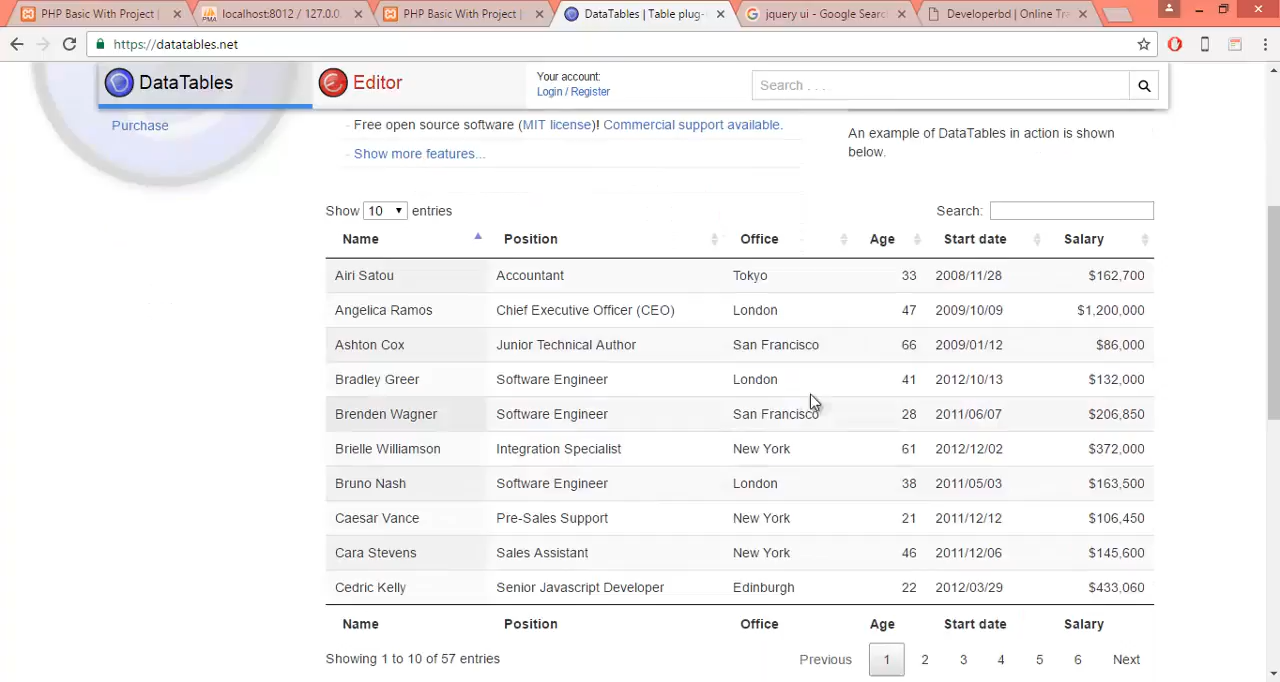 PHP Basic With Project |
localhost:8012 / 127.0.0
PHP Basic With Project |
DataTables | Table plug-
jquery ui - Google Searc
Developerbd | Online Tra
https://datatables.net
DataTables
Editor
Your account:
Login / Register
Search . . .
Purchase
Free open source software (MIT license)! Commercial support available.
Show more features...
An example of DataTables in action is shown
below.
Show 10 entries
Search:
Name Position Office Age Start date Salary
Airi Satou Accountant Tokyo 33 2008/11/28 $162,700
Angelica Ramos Chief Executive Officer (CEO) London 47 2009/10/09 $1,200,000
Ashton Cox Junior Technical Author San Francisco 66 2009/01/12 $86,000
Bradley Greer Software Engineer London 41 2012/10/13 $132,000
Brenden Wagner Software Engineer San Francisco 28 2011/06/07 $206,850
Brielle Williamson Integration Specialist New York 61 2012/12/02 $372,000
Bruno Nash Software Engineer London 38 2011/05/03 $163,500
Caesar Vance Pre-Sales Support New York 21 2011/12/12 $106,450
Cara Stevens Sales Assistant New York 46 2011/12/06 $145,600
Cedric Kelly Senior Javascript Developer Edinburgh 22 2012/03/29 $433,060
Name Position Office Age Start date Salary
Showing 1 to 10 of 57 entries
Previous 1 2 3 4 5 6 Next